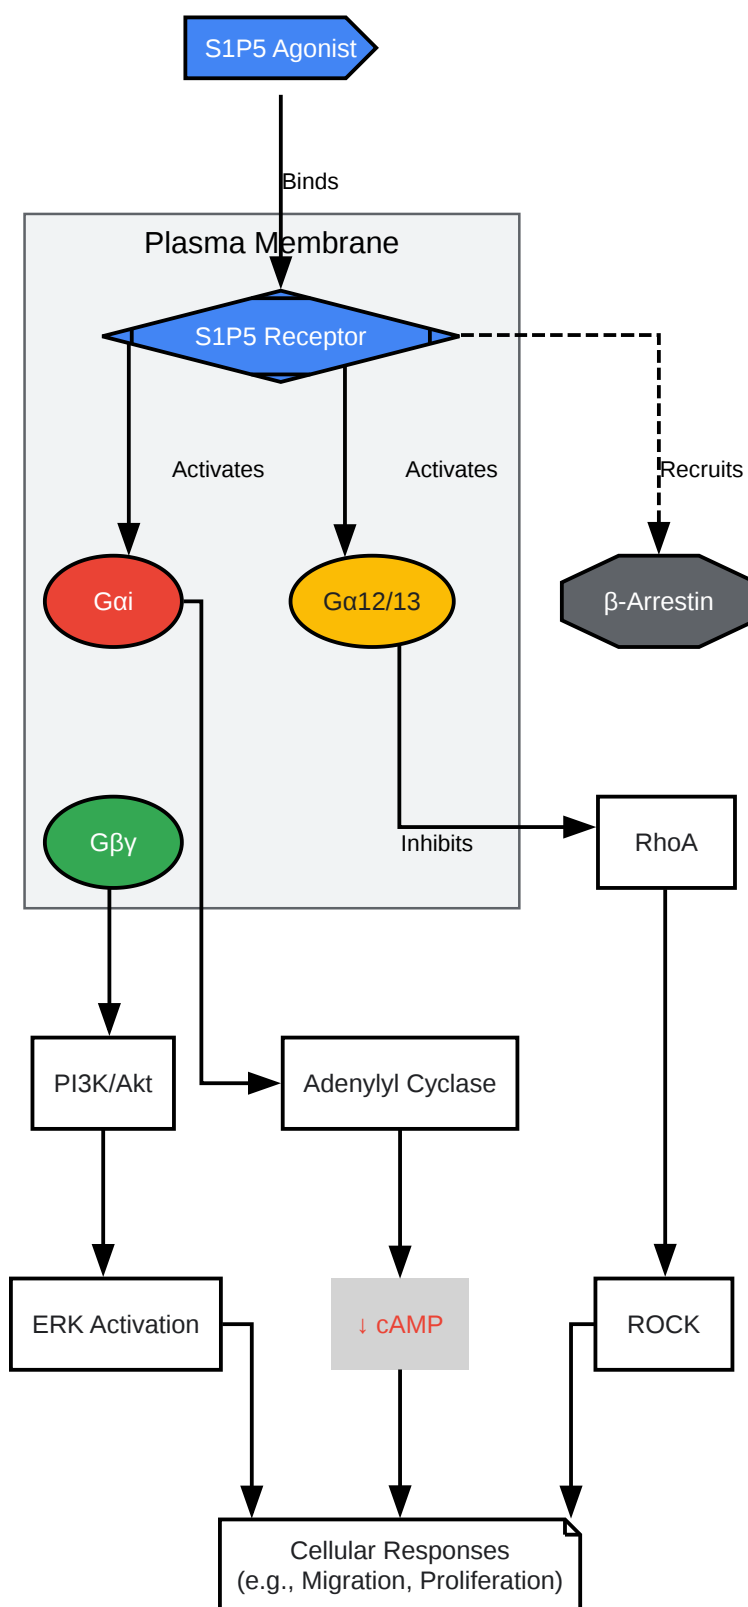 S1P5 Agonist
Binds
Plasma Membrane
S1P5 Receptor
Activates
Activates
Recruits
Gαi
Gα12/13
β-Arrestin
Gβγ
Inhibits
RhoA
PI3K/Akt
Adenylyl Cyclase
ERK Activation
↓ cAMP
ROCK
Cellular Responses
(e.g., Migration, Proliferation)